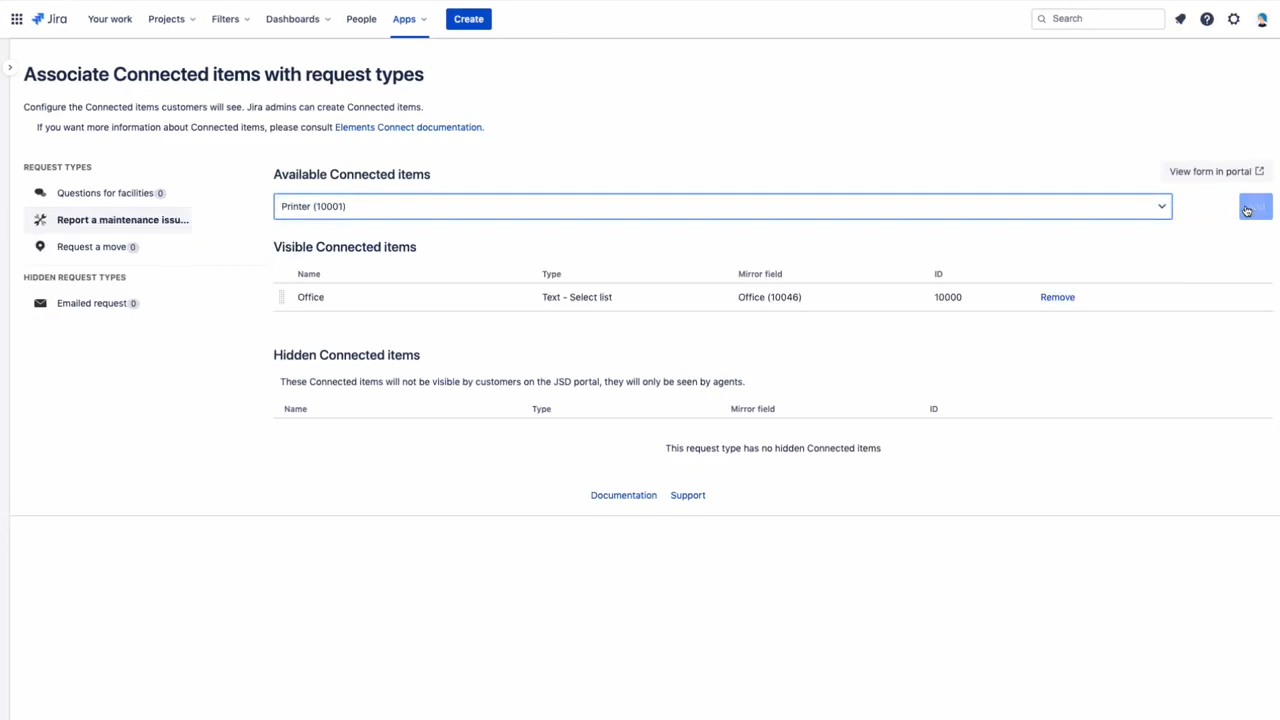 Jira Your work Projects Filters Dashboards People Apps Create Search
Associate Connected items with request types
Configure the Connected items customers will see. Jira admins can create Connected items.
If you want more information about Connected items, please consult Elements Connect documentation.
REQUEST TYPES
Questions for facilities 0
Report a maintenance issu...
Request a move 0
HIDDEN REQUEST TYPES
Emailed request 0
Available Connected items
View form in portal
Printer (10001)
Visible Connected items
Name Type Mirror field ID
Office Text - Select list Office (10046) 10000 Remove
Hidden Connected items
These Connected items will not be visible by customers on the JSD portal, they will only be seen by agents.
Name Type Mirror field ID
This request type has no hidden Connected items
Documentation Support